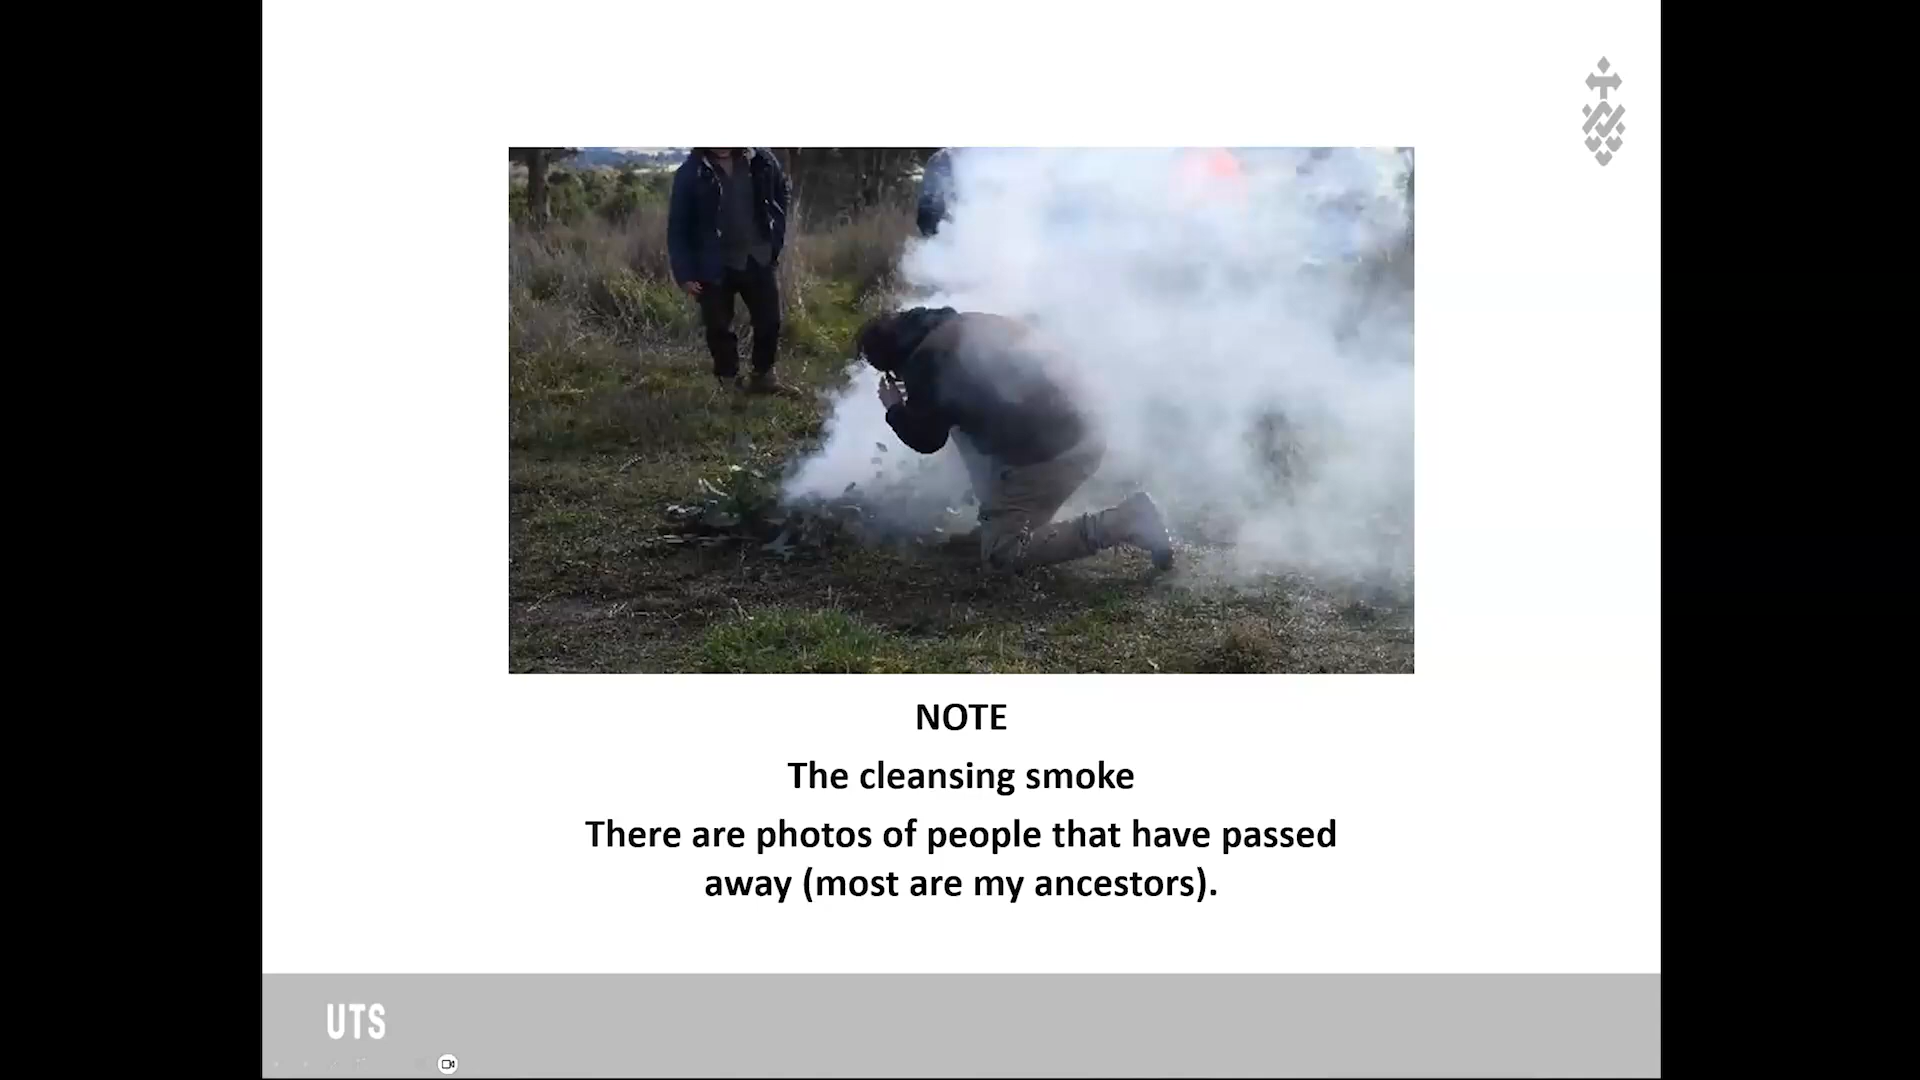 NOTE
The cleansing smoke
There are photos of people that have passed
away (most are my ancestors).
UTS